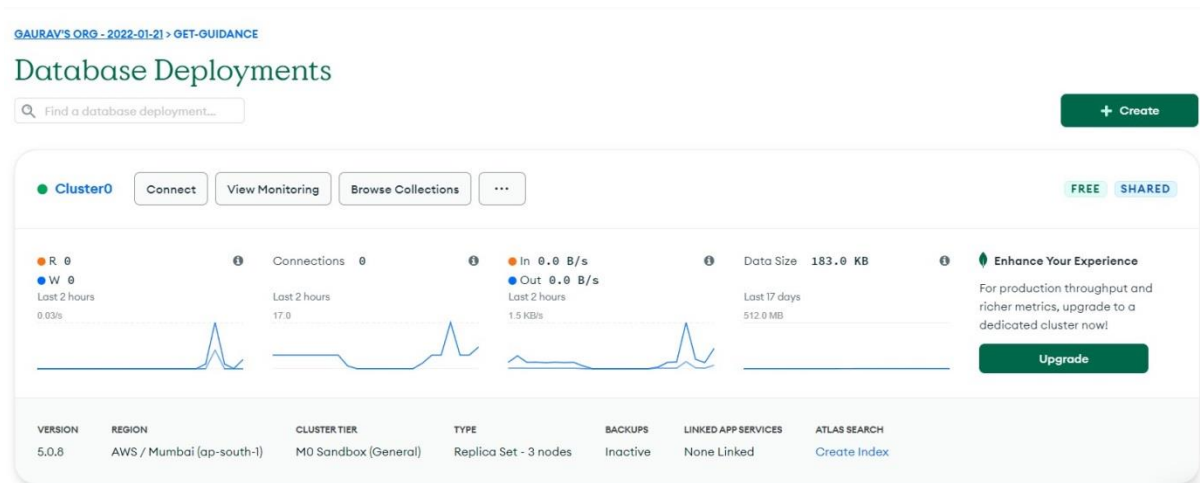 GAURAV'S ORG - 2022-01-21 > GET-GUIDANCE
Database Deployments
Find a database deployment...
+ Create
Cluster0
Connect
View Monitoring
Browse Collections
...
FREE
SHARED
R 0
W 0
Last 2 hours
0.03/s
Connections 0
Last 2 hours
17.0
In 0.0 B/s
Out 0.0 B/s
Last 2 hours
1.5 KB/s
Data Size 183.0 KB
Last 17 days
512.0 MB
Enhance Your Experience
For production throughput and
richer metrics, upgrade to a
dedicated cluster now!
Upgrade
VERSION
5.0.8
REGION
AWS / Mumbai (ap-south-1)
CLUSTER TIER
M0 Sandbox (General)
TYPE
Replica Set - 3 nodes
BACKUPS
Inactive
LINKED APP SERVICES
None Linked
ATLAS SEARCH
Create Index